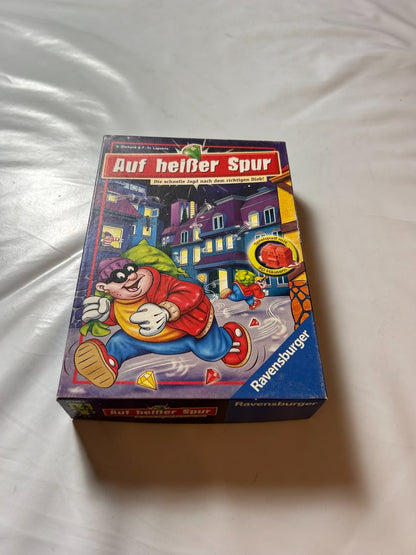 Auf heißer Spur
Die schnelle Jagd nach dem richtigen Dieb!
Ravensburger
Auf heißer Spur
Ravensburger